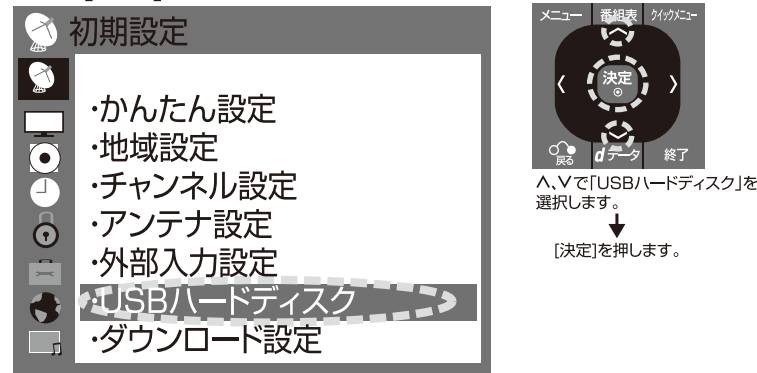 初期設定
・かんたん設定
・地域設定
・チャンネル設定
・アンテナ設定
・外部入力設定
・USBハードディスク
・ダウンロード設定
メニュー 番組表 クイックメニュー
決定
戻る dデータ 終了
∧、∨で「USBハードディスク」を
選択します。
[決定]を押します。